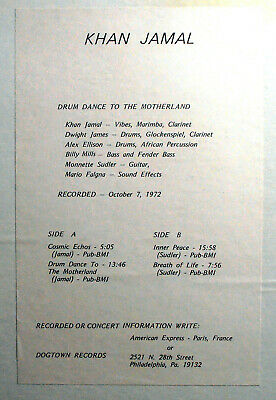 KHAN JAMAL
DRUM DANCE TO THE MOTHERLAND
Khan Jamal — Vibes, Marimba, Clarinet
Dwight James — Drums, Glockenspiel, Clarinet
Alex Ellison — Drums, African Percussion
Billy Mills — Bass and Fender Bass
Monnette Sudler — Guitar,
Mario Falgna — Sound Effects
RECORDED — October 7, 1972
SIDE A
Cosmic Echos - 5:05
(Jamal) - Pub-BMI
Drum Dance To - 13:46
The Motherland
(Jamal) - Pub-BMI
SIDE B
Inner Peace - 15:58
(Sudler) - Pub-BMI
Breath of Life - 7:56
(Sudler) - Pub-BMI
RECORDED OR CONCERT INFORMATION WRITE:
American Express - Paris, France
or
DOGTOWN RECORDS
2521 N. 28th Street
Philadelphia, Pa. 19132